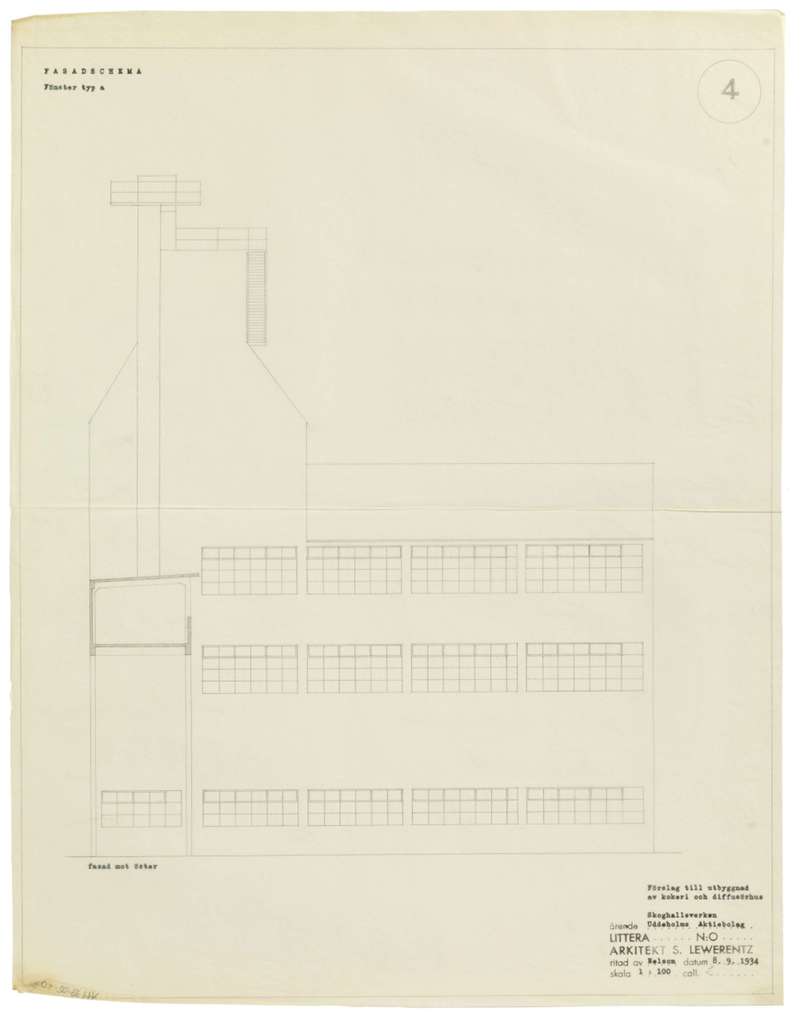 FASADSCHEMA
Fönster typ a
4
fasad mot öster
Förslag till utbyggnad
av kokeri och diffusörhus
Skoghallsverken
ärende Uddeholms Aktiebolag
LITTERA N:O
ARKITEKT S. LEWERENTZ
ritad av Nelson datum 8. 9. 1934
skala 1 : 100 coll.